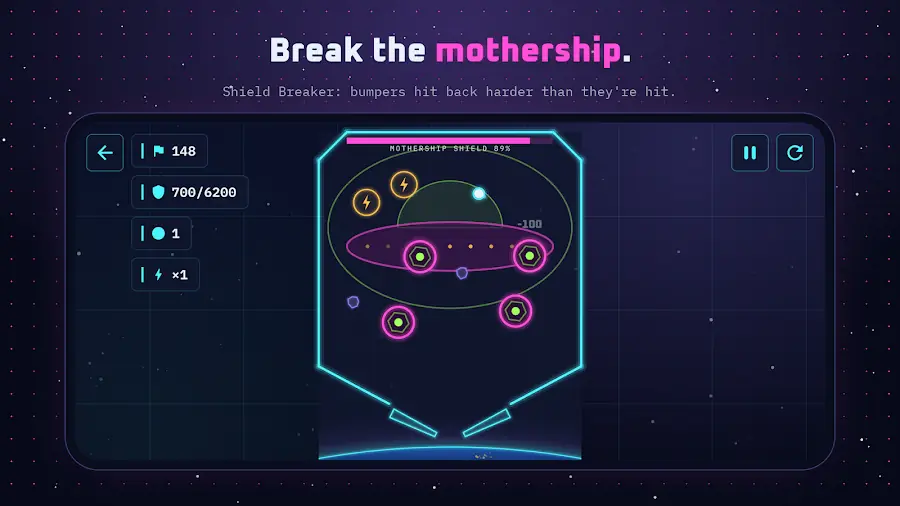 Break the mothership.
Shield Breaker: bumpers hit back harder than they're hit.
148
MOTHERSHIP SHIELD 89%
700/6200
-100
1
×1